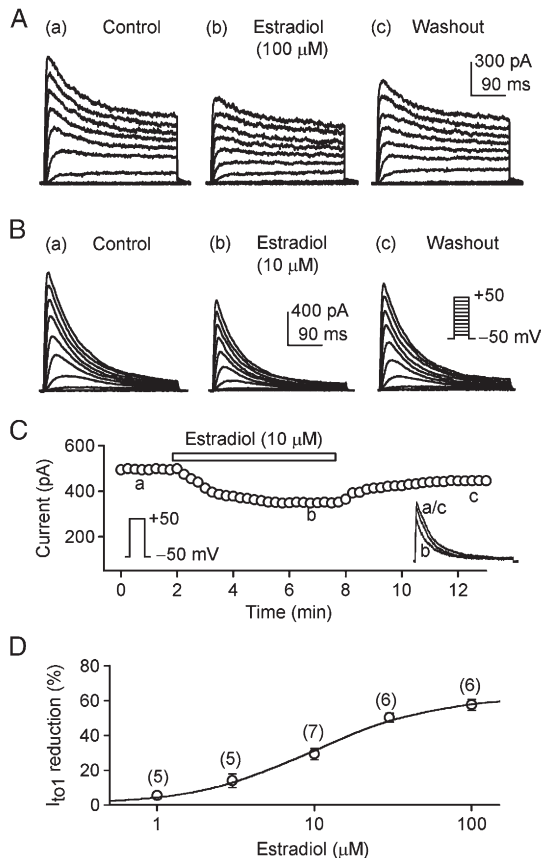 A
(a) Control
(b) Estradiol
(100 μM)
(c) Washout
300 pA
90 ms
B
(a) Control
(b) Estradiol
(10 μM)
(c) Washout
400 pA
90 ms
+50
−50 mV
C
Estradiol (10 μM)
600
400
200
Current (pA)
a
b
c
+50
−50 mV
a/c
b
0 2 4 6 8 10 12
Time (min)
D
80
60
40
20
0
Ito1 reduction (%)
(5)
(5)
(7)
(6)
(6)
1 10 100
Estradiol (μM)